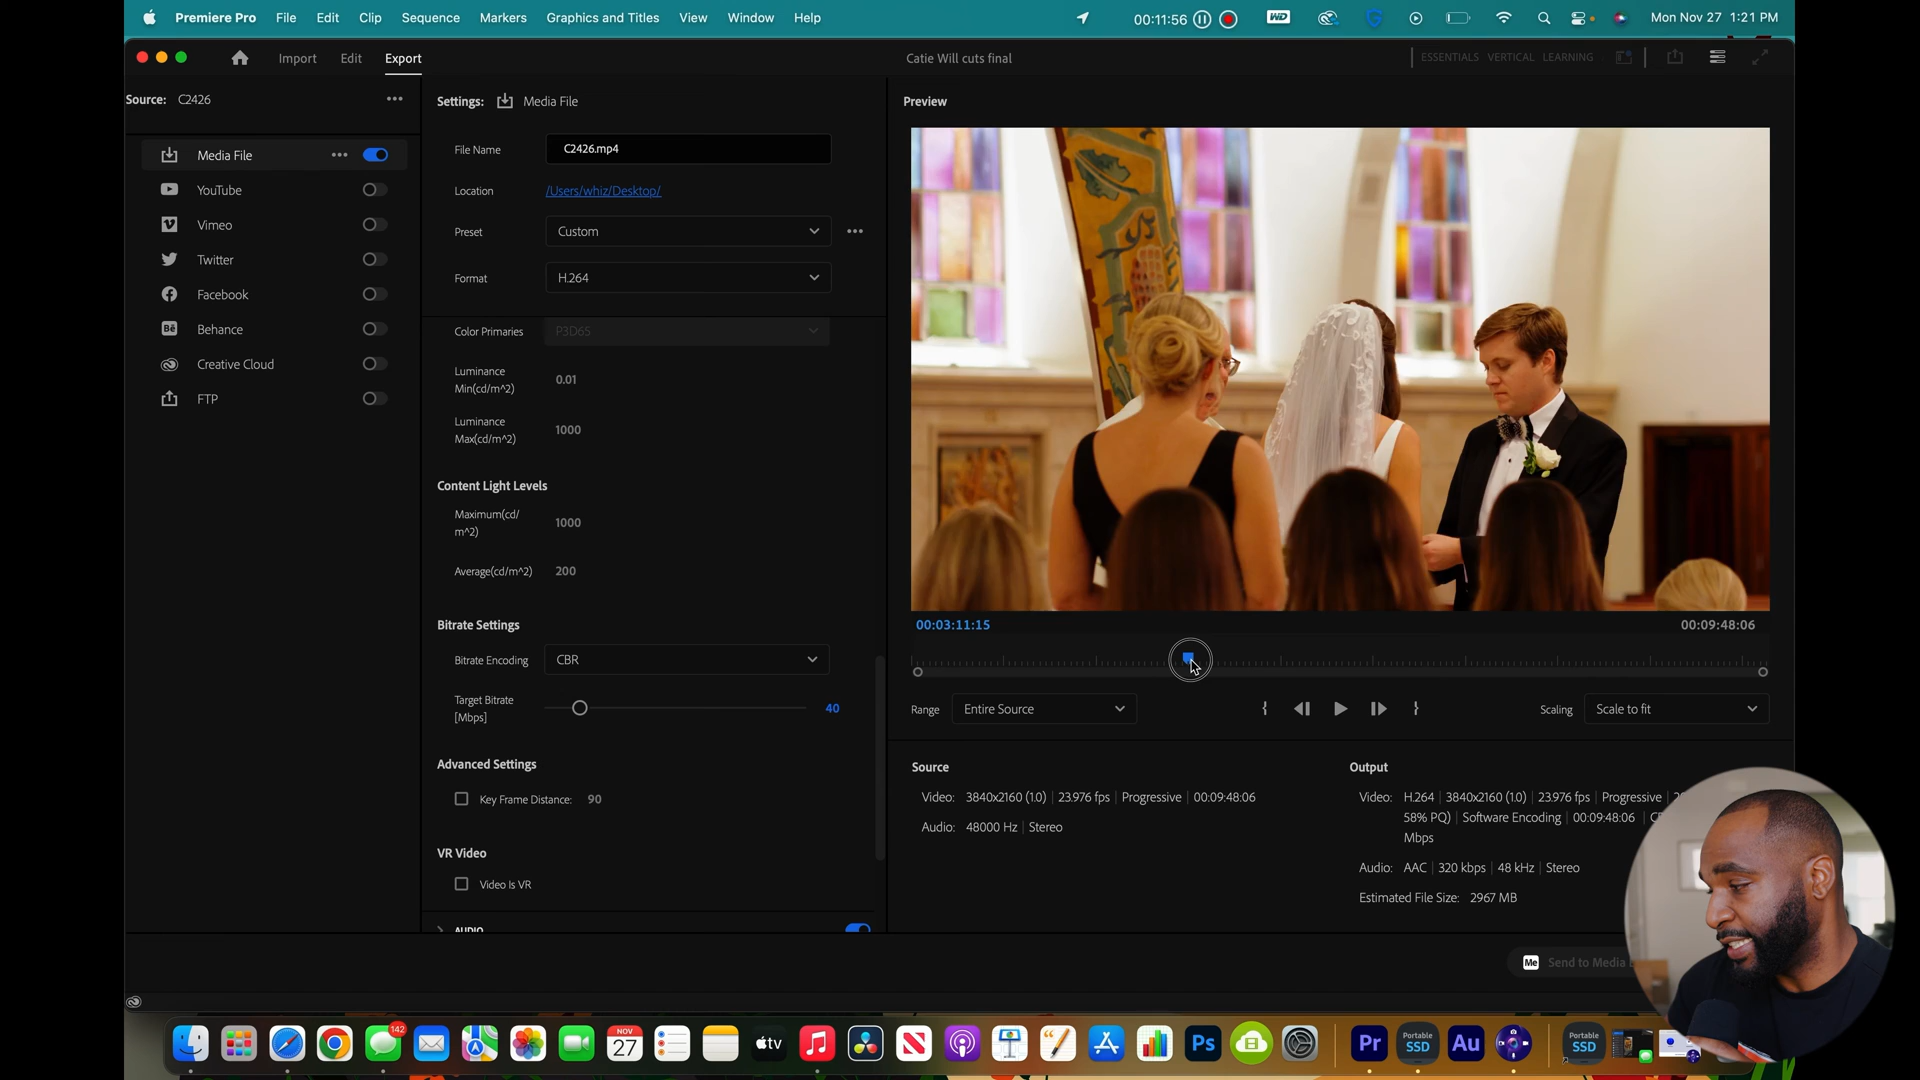 Premiere Pro File Edit Clip Sequence Markers Graphics and Titles View Window Help 00:11:56 WD Mon Nov 27 1:21 PM
Import Edit Export Catie Will cuts final ESSENTIALS VERTICAL LEARNING
Source: C2426
Media File
YouTube
Vimeo
Twitter
Facebook
Behance
Creative Cloud
FTP
Settings: Media File
File Name C2426.mp4
Location /Users/whiz/Desktop/
Preset Custom
Format H.264
Color Primaries P3D65
Luminance
Min(cd/m^2) 0.01
Luminance
Max(cd/m^2) 1000
Content Light Levels
Maximum(cd/
m^2) 1000
Average(cd/m^2) 200
Bitrate Settings
Bitrate Encoding CBR
Target Bitrate
[Mbps] 40
Advanced Settings
Key Frame Distance: 90
VR Video
Video Is VR
AUDIO
Preview
00:03:11:15 00:09:48:06
Range Entire Source Scaling Scale to fit
Source
Video: 3840x2160 (1.0) | 23.976 fps | Progressive | 00:09:48:06
Audio: 48000 Hz | Stereo
Output
Video: H.264 | 3840x2160 (1.0) | 23.976 fps | Progressive
58% PQ) | Software Encoding | 00:09:48:06
Mbps
Audio: AAC | 320 kbps | 48 kHz | Stereo
Estimated File Size: 2967 MB
Me Send to Media
142
NOV
27
tv
Ps
Pr
Portable
SSD
Au
Portable
SSD